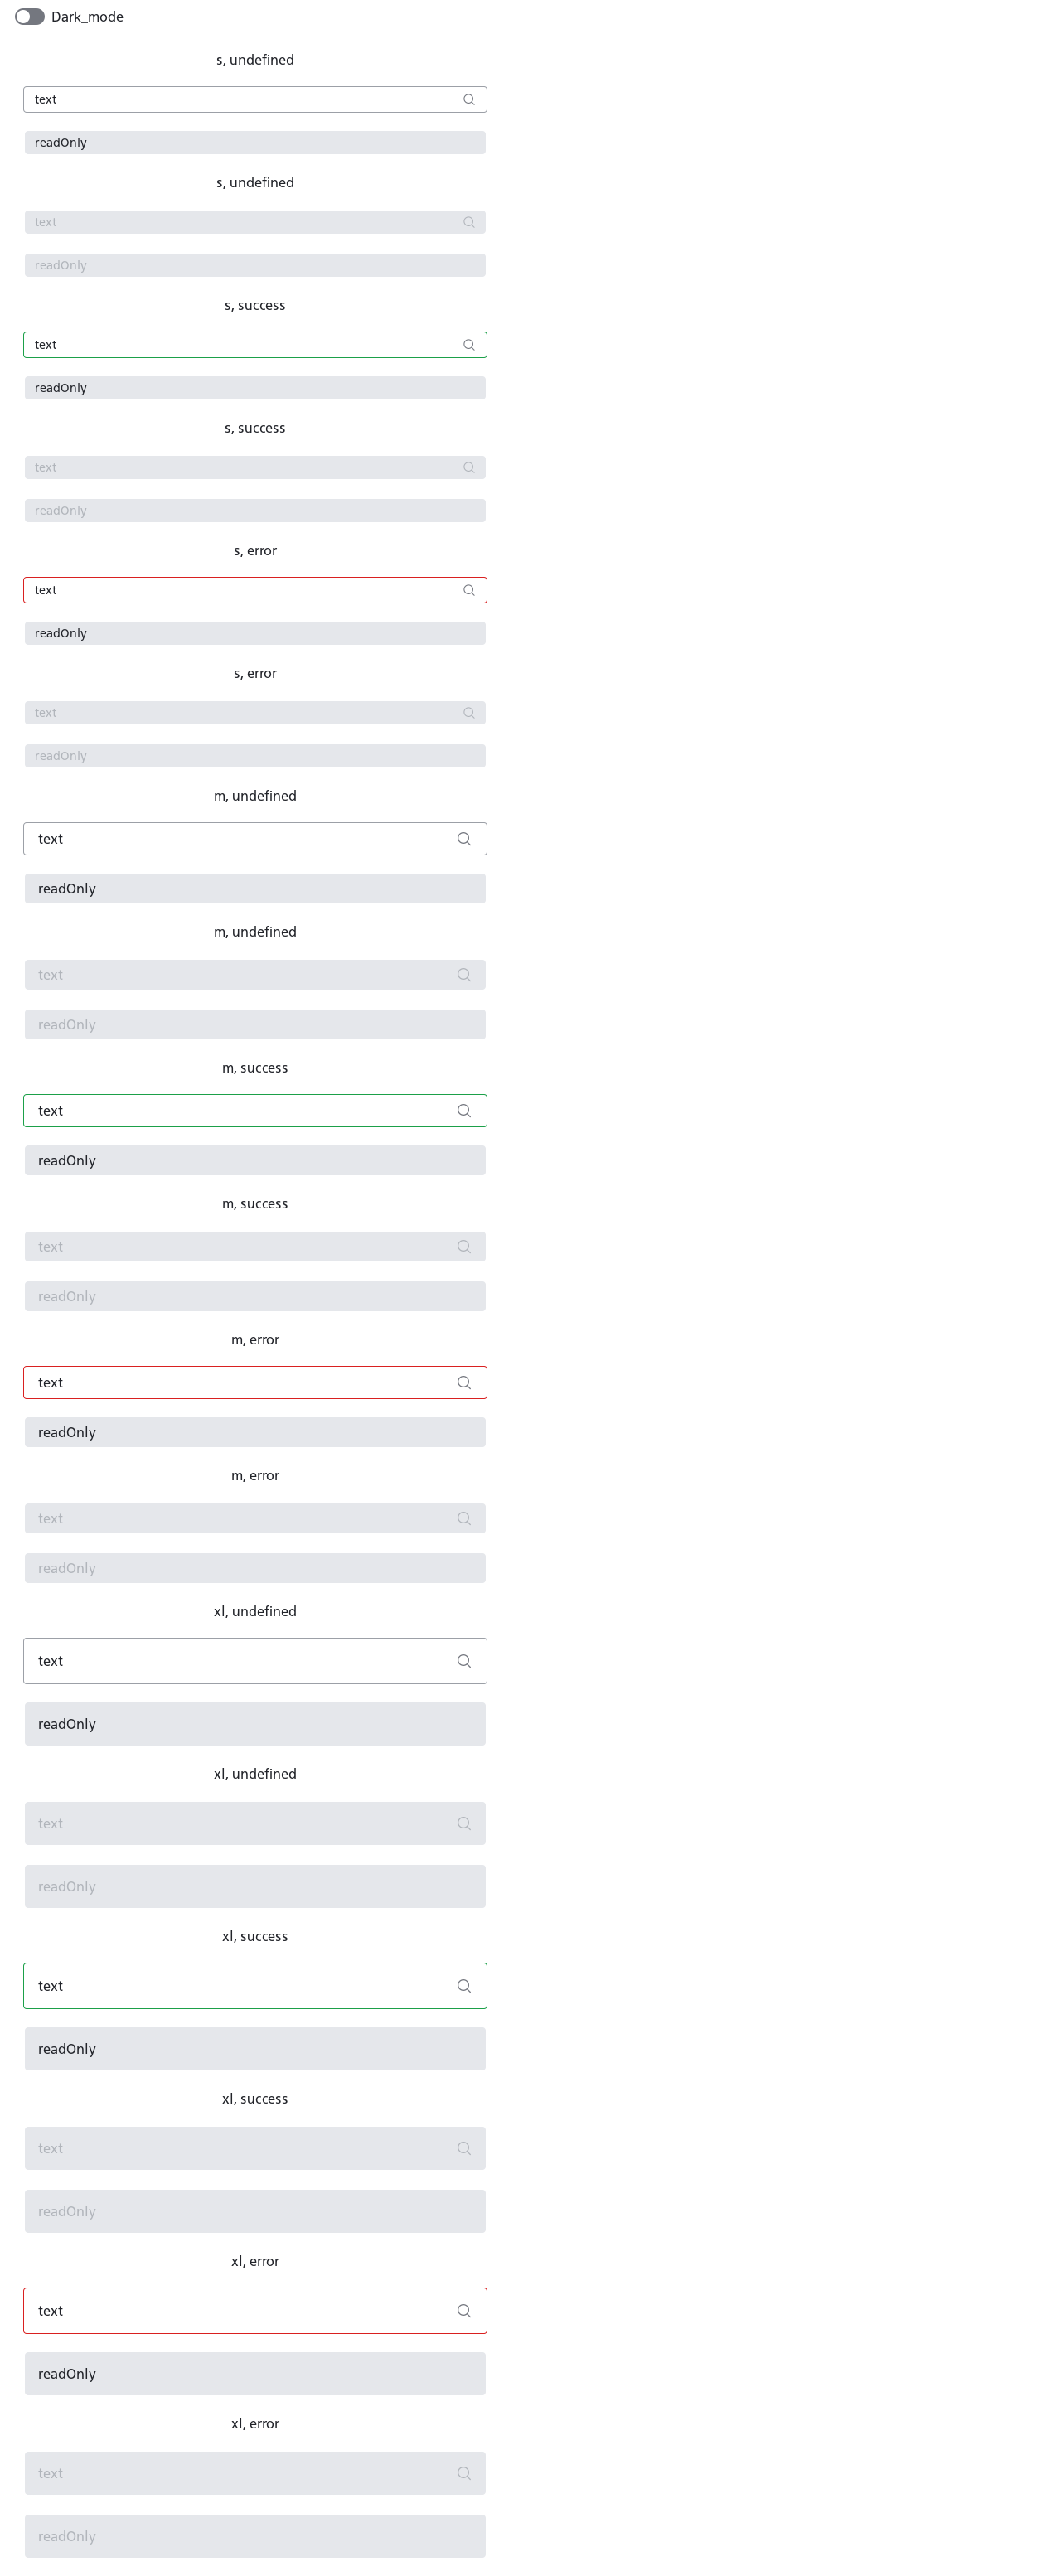 Dark_mode
s, undefined
text
readOnly
s, undefined
text
readOnly
s, success
text
readOnly
s, success
text
readOnly
s, error
text
readOnly
s, error
text
readOnly
m, undefined
text
readOnly
m, undefined
text
readOnly
m, success
text
readOnly
m, success
text
readOnly
m, error
text
readOnly
m, error
text
readOnly
xl, undefined
text
readOnly
xl, undefined
text
readOnly
xl, success
text
readOnly
xl, success
text
readOnly
xl, error
text
readOnly
xl, error
text
readOnly